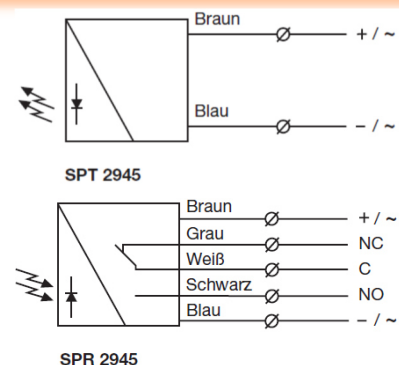 Braun + / ~
Blau – / ~
SPT 2945
Braun + / ~
Grau NC
Weiß C
Schwarz NO
Blau – / ~
SPR 2945